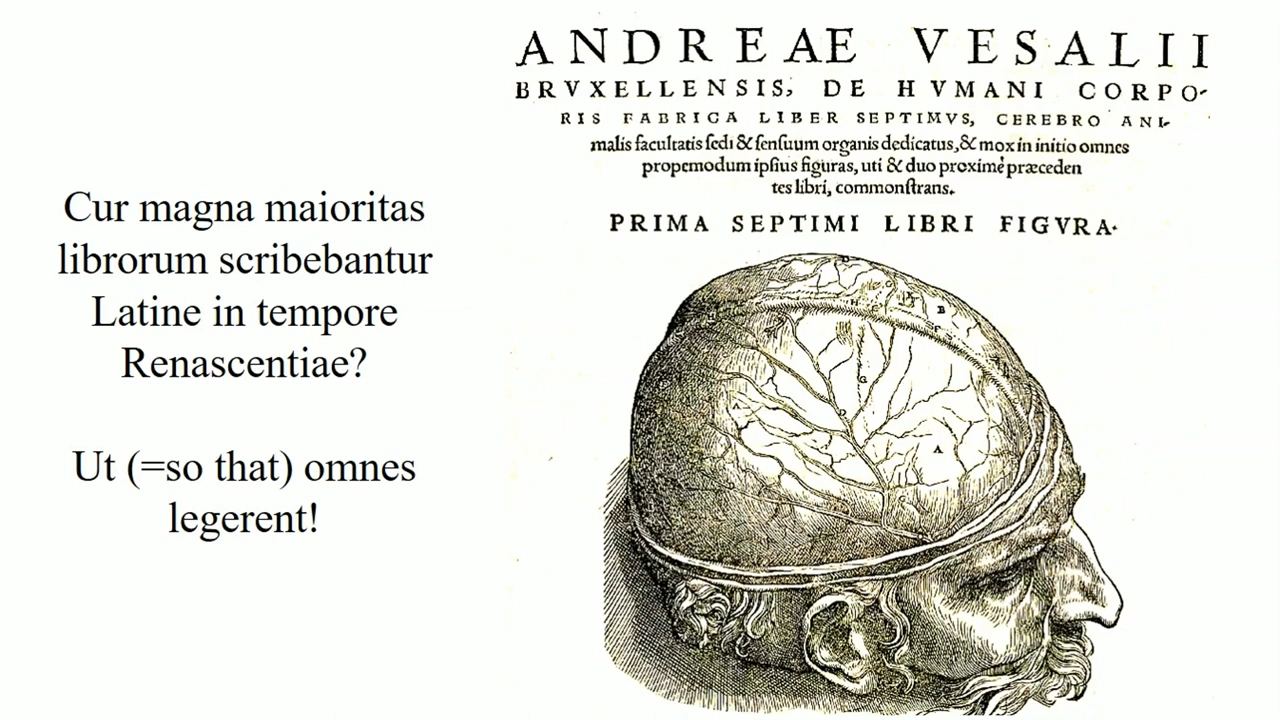 Cur magna maioritas
librorum scribebantur
Latine in tempore
Renascentiae?
Ut (=so that) omnes
legerent!
ANDREAE VESALII
BRVXELLENSIS, DE HVMANI CORPO-
RIS FABRICA LIBER SEPTIMVS, CEREBRO ANI-
malis facultatis ſedi & ſenſuum organis dedicatus, & mox in initio omnes
propemodum ipſius figuras, uti & duo proximè præceden
tes libri, commonſtrans.
PRIMA SEPTIMI LIBRI FIGVRA.